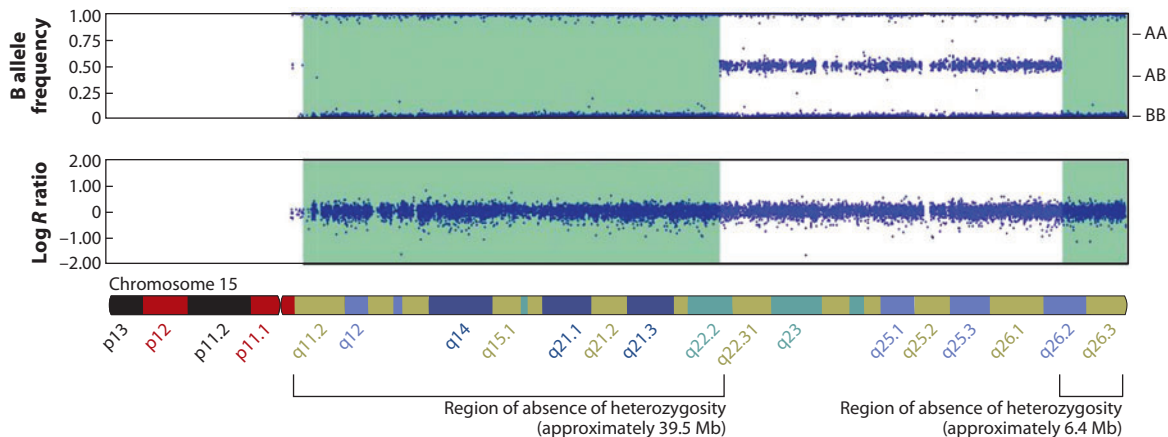 B allele
frequency
1.00
0.75
0.50
0.25
0
– AA
– AB
– BB
Log R ratio
2.00
1.00
0
–1.00
–2.00
Chromosome 15
p13
p12
p11.2
p11.1
q11.2
q12
q14
q15.1
q21.1
q21.2
q21.3
q22.2
q22.31
q23
q25.1
q25.2
q25.3
q26.1
q26.2
q26.3
Region of absence of heterozygosity
(approximately 39.5 Mb)
Region of absence of heterozygosity
(approximately 6.4 Mb)